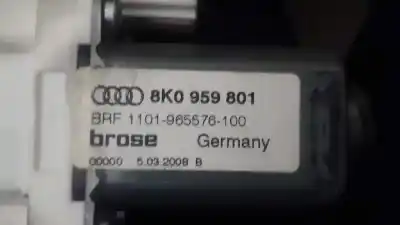 8K0 959 801
BRF 1101-965576-100
brose Germany
00000 5.03.2008 B